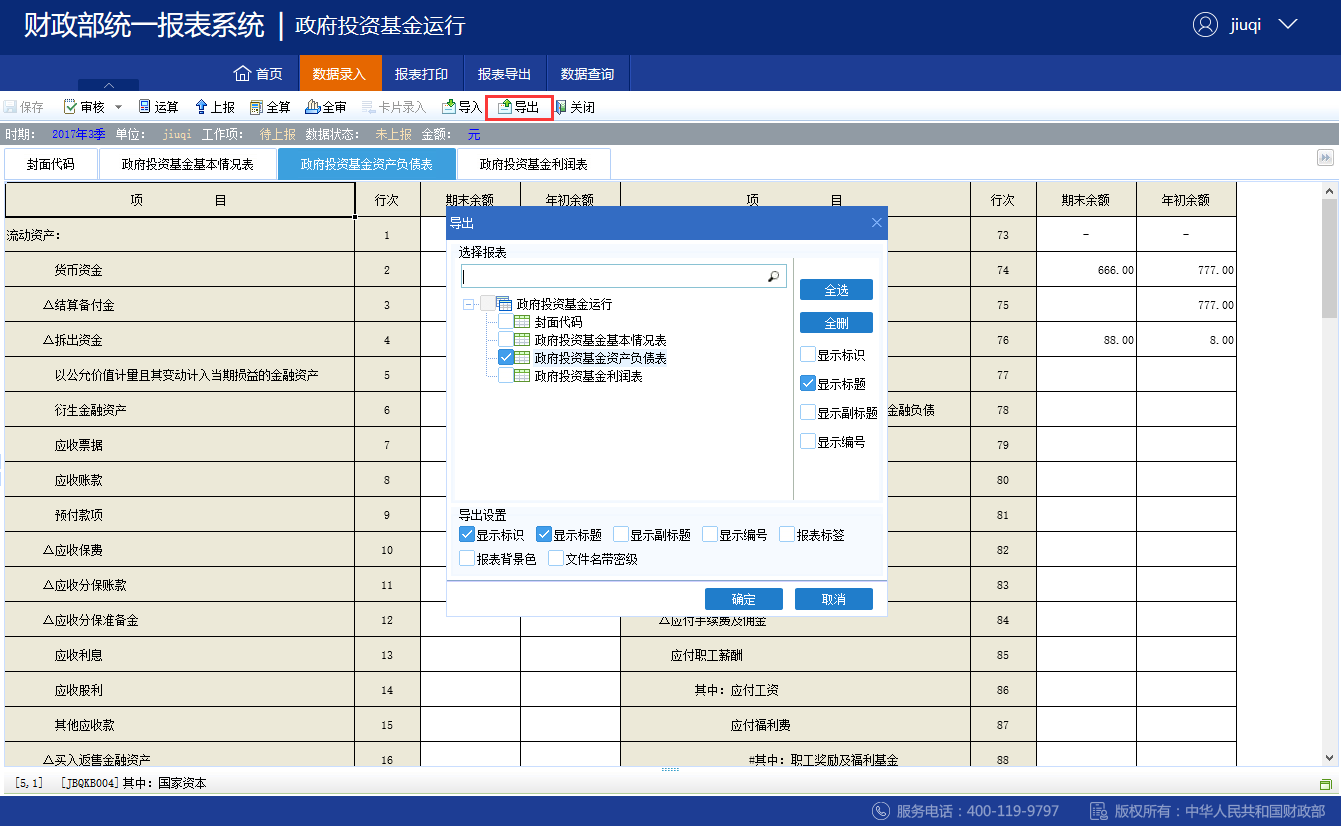 财政部统一报表系统 | 政府投资基金运行
jiuqi
首页 数据录入 报表打印 报表导出 数据查询
保存 审核 运算 上报 全算 全审 卡片录入 导入 导出 关闭
时期: 2017年3季 单位: jiuqi 工作项: 待上报 数据状态: 未上报 金额: 元
封面代码 政府投资基金基本情况表 政府投资基金资产负债表 政府投资基金利润表
项 目 行次 期末余额 年初余额 项 目 行次 期末余额 年初余额
导出
流动资产: 1 73 — —
选择报表
货币资金 2 74 666.00 777.00
全选
△结算备付金 3 75 777.00
政府投资基金运行
封面代码
全删
△拆出资金 4 76 88.00 8.00
政府投资基金基本情况表
显示标识
政府投资基金资产负债表
以公允价值计量且其变动计入当期损益的金融资产 5 77
政府投资基金利润表
显示标题
衍生金融资产 6 金融负债 78
显示副标题
应收票据 7 79
显示编号
应收账款 8 80
预付款项 9 81
导出设置
显示标识 显示标题 显示副标题 显示编号 报表标签
△应收保费 10 82
报表背景色 文件名带密级
△应收分保账款 11 83
确定 取消
△应收分保准备金 12 △应付手续费及佣金 84
应收利息 13 应付职工薪酬 85
应收股利 14 其中: 应付工资 86
其他应收款 15 应付福利费 87
△买入返售金融资产 16 #其中: 职工奖励及福利基金 88
[5,1] [JBQKB004]其中: 国家资本
服务电话：400-119-9797 版权所有：中华人民共和国财政部